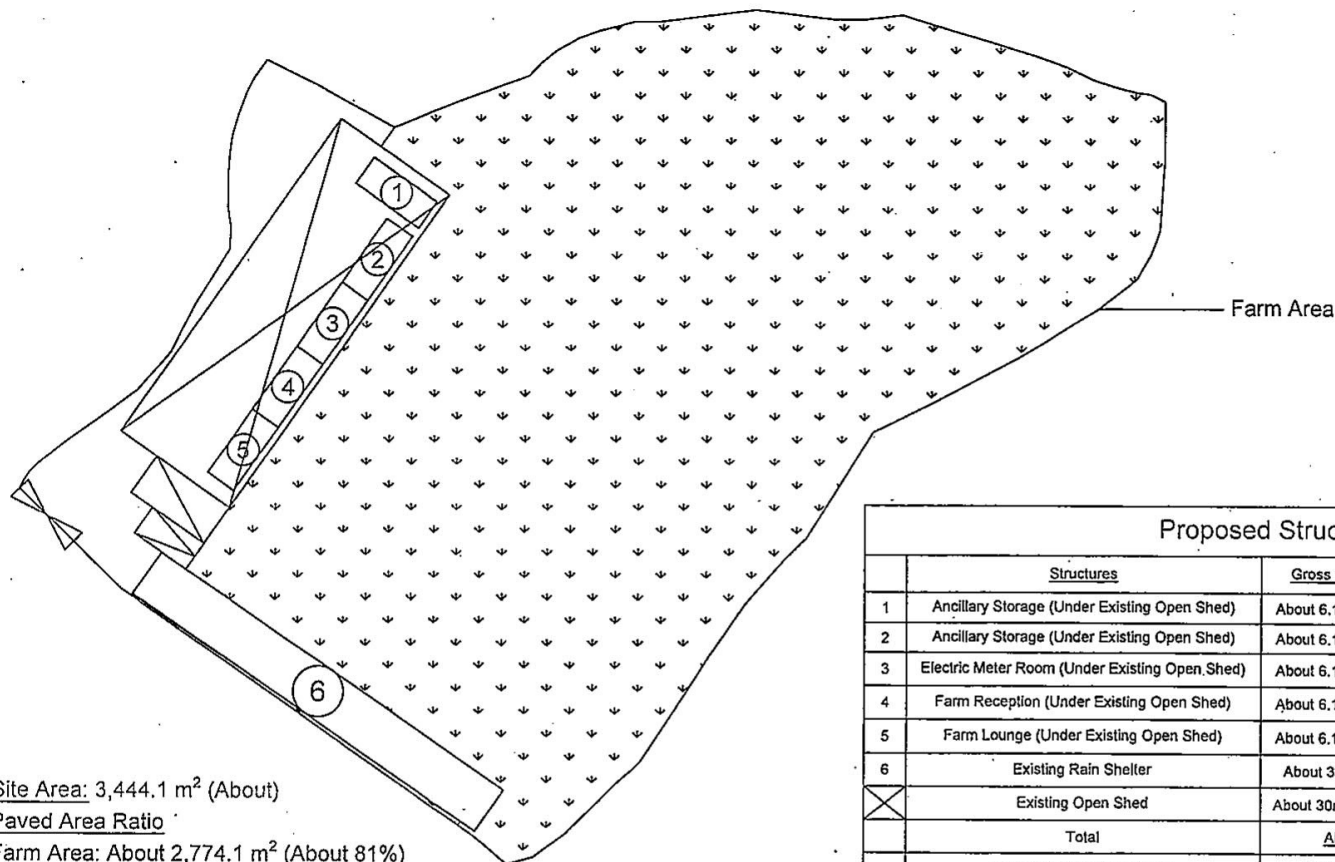 1
2
3
4
5
6
Farm Area
Site Area: 3,444.1 m² (About)
Paved Area Ratio
Farm Area: About 2,774.1 m² (About 81%)
Proposed
Structures Gross
1 Ancillary Storage (Under Existing Open Shed) About 6.1
2 Ancillary Storage (Under Existing Open Shed) About 6.1
3 Electric Meter Room (Under Existing Open Shed) About 6.1
4 Farm Reception (Under Existing Open Shed) About 6.1
5 Farm Lounge (Under Existing Open Shed) About 6.1
6 Existing Rain Shelter About 3
Existing Open Shed About 30
Total